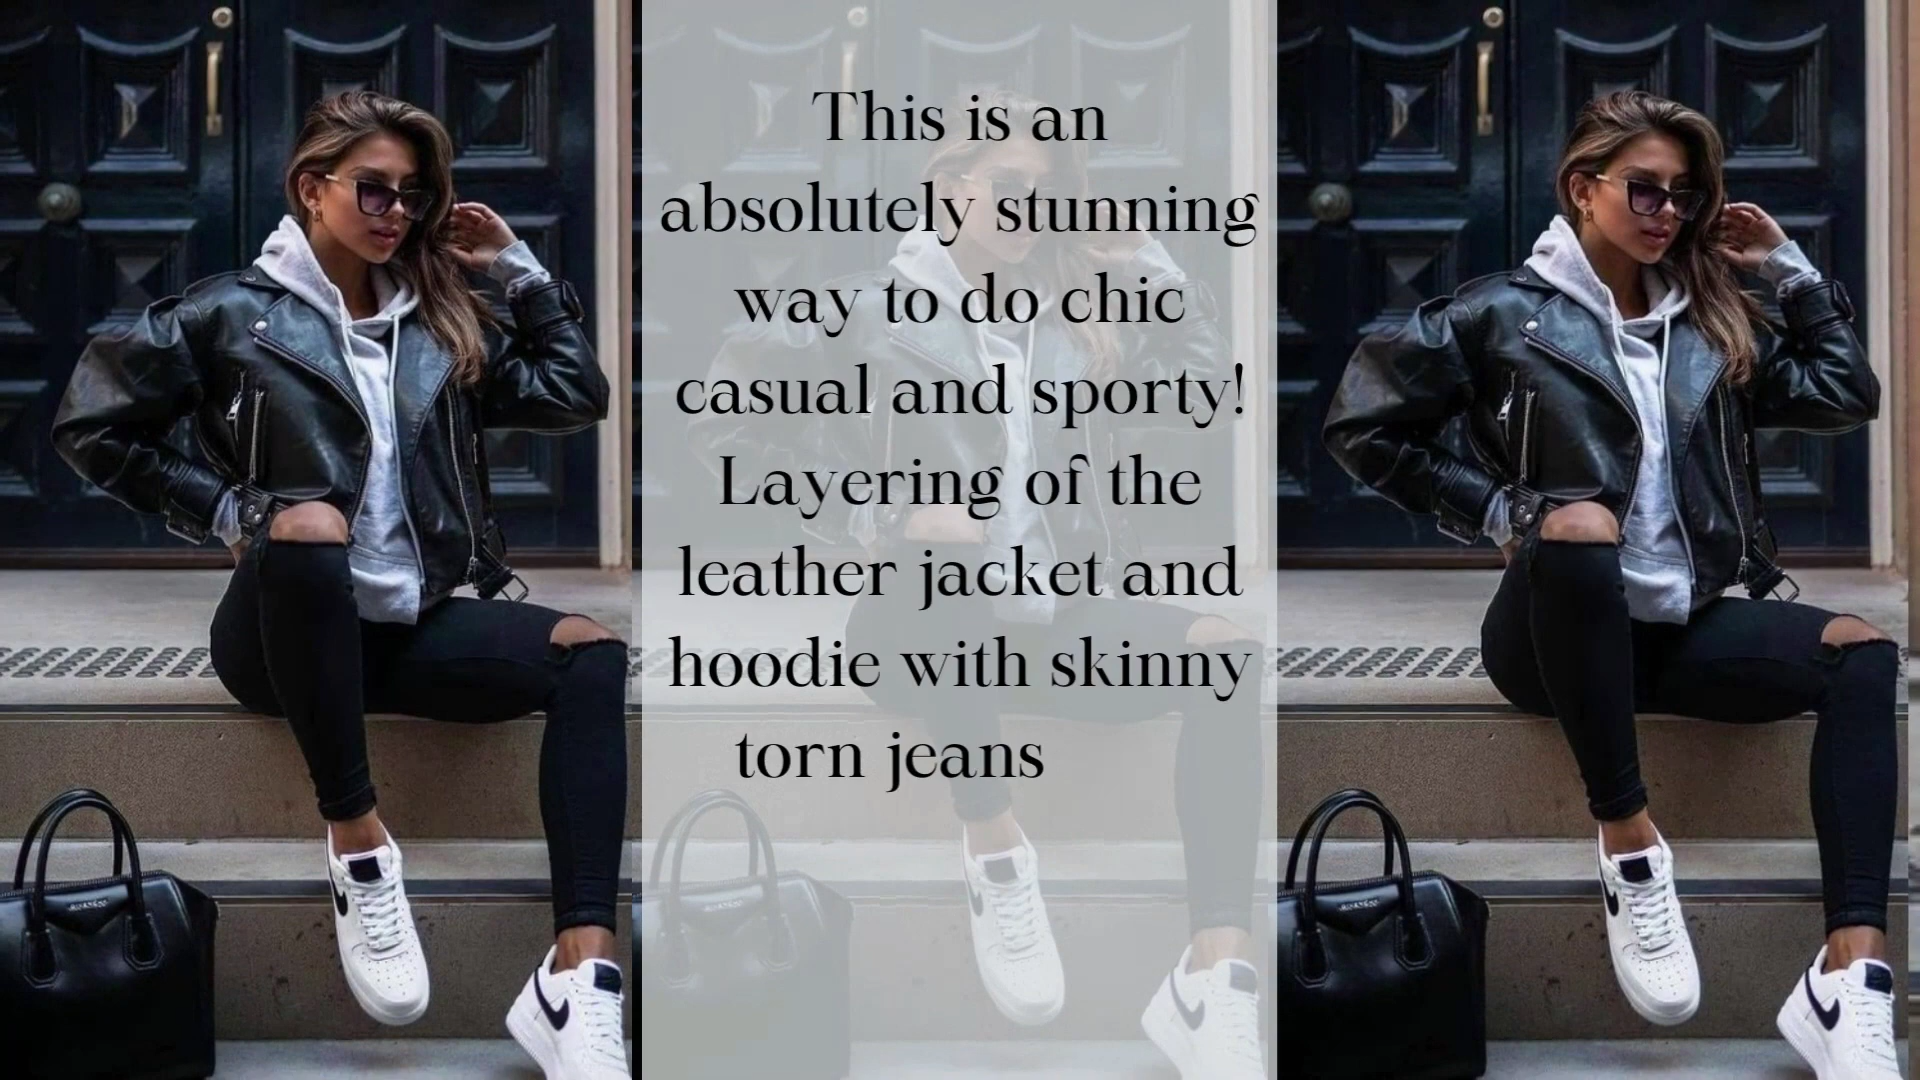 This is an
absolutely stunning
way to do chic
casual and sporty!
Layering of the
leather jacket and
hoodie with skinny
torn jeans